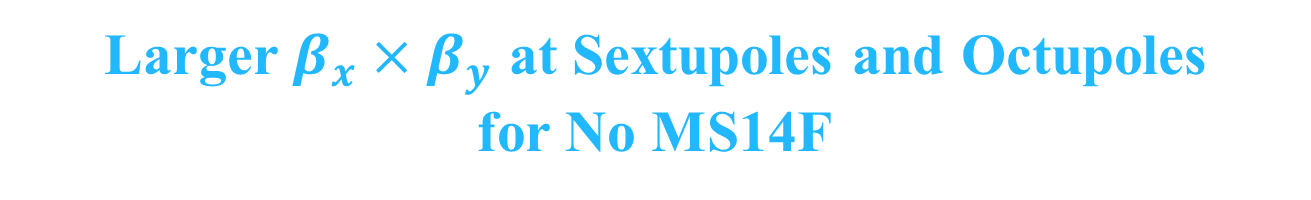 Larger βₓ × βᵧ at Sextupoles and Octupoles
for No MS14F